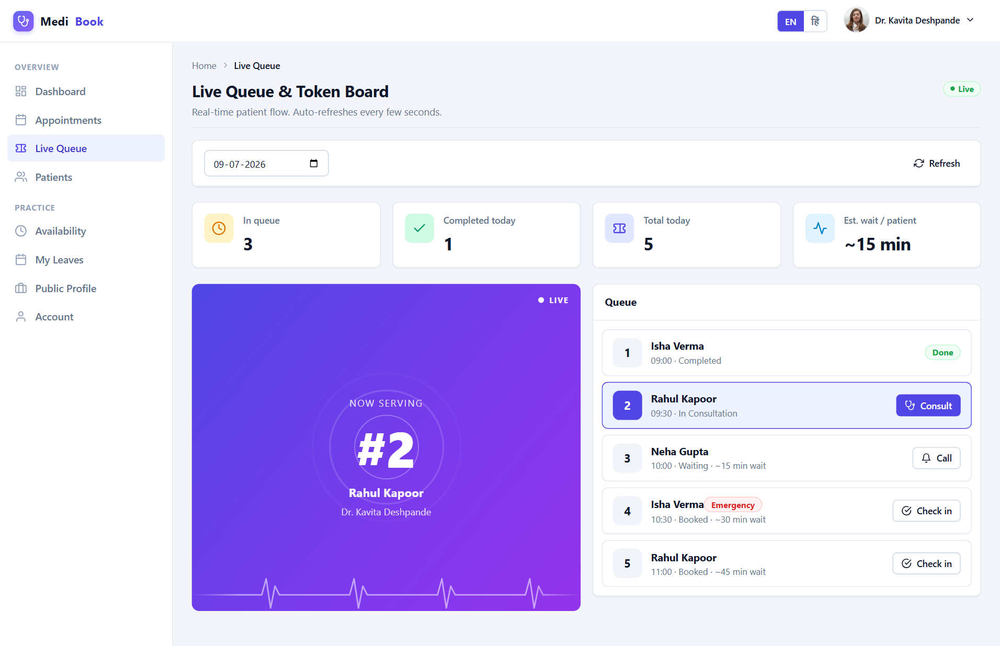 Medi Book
EN हिं
Dr. Kavita Deshpande
OVERVIEW
Dashboard
Appointments
Live Queue
Patients
PRACTICE
Availability
My Leaves
Public Profile
Account
Home > Live Queue
Live Queue & Token Board
Live
Real-time patient flow. Auto-refreshes every few seconds.
09-07-2026
Refresh
In queue
3
Completed today
1
Total today
5
Est. wait / patient
~15 min
LIVE
NOW SERVING
#2
Rahul Kapoor
Dr. Kavita Deshpande
Queue
1
Isha Verma
09:00 · Completed
Done
2
Rahul Kapoor
09:30 · In Consultation
Consult
3
Neha Gupta
10:00 · Waiting · ~15 min wait
Call
4
Isha Verma Emergency
10:30 · Booked · ~30 min wait
Check in
5
Rahul Kapoor
11:00 · Booked · ~45 min wait
Check in